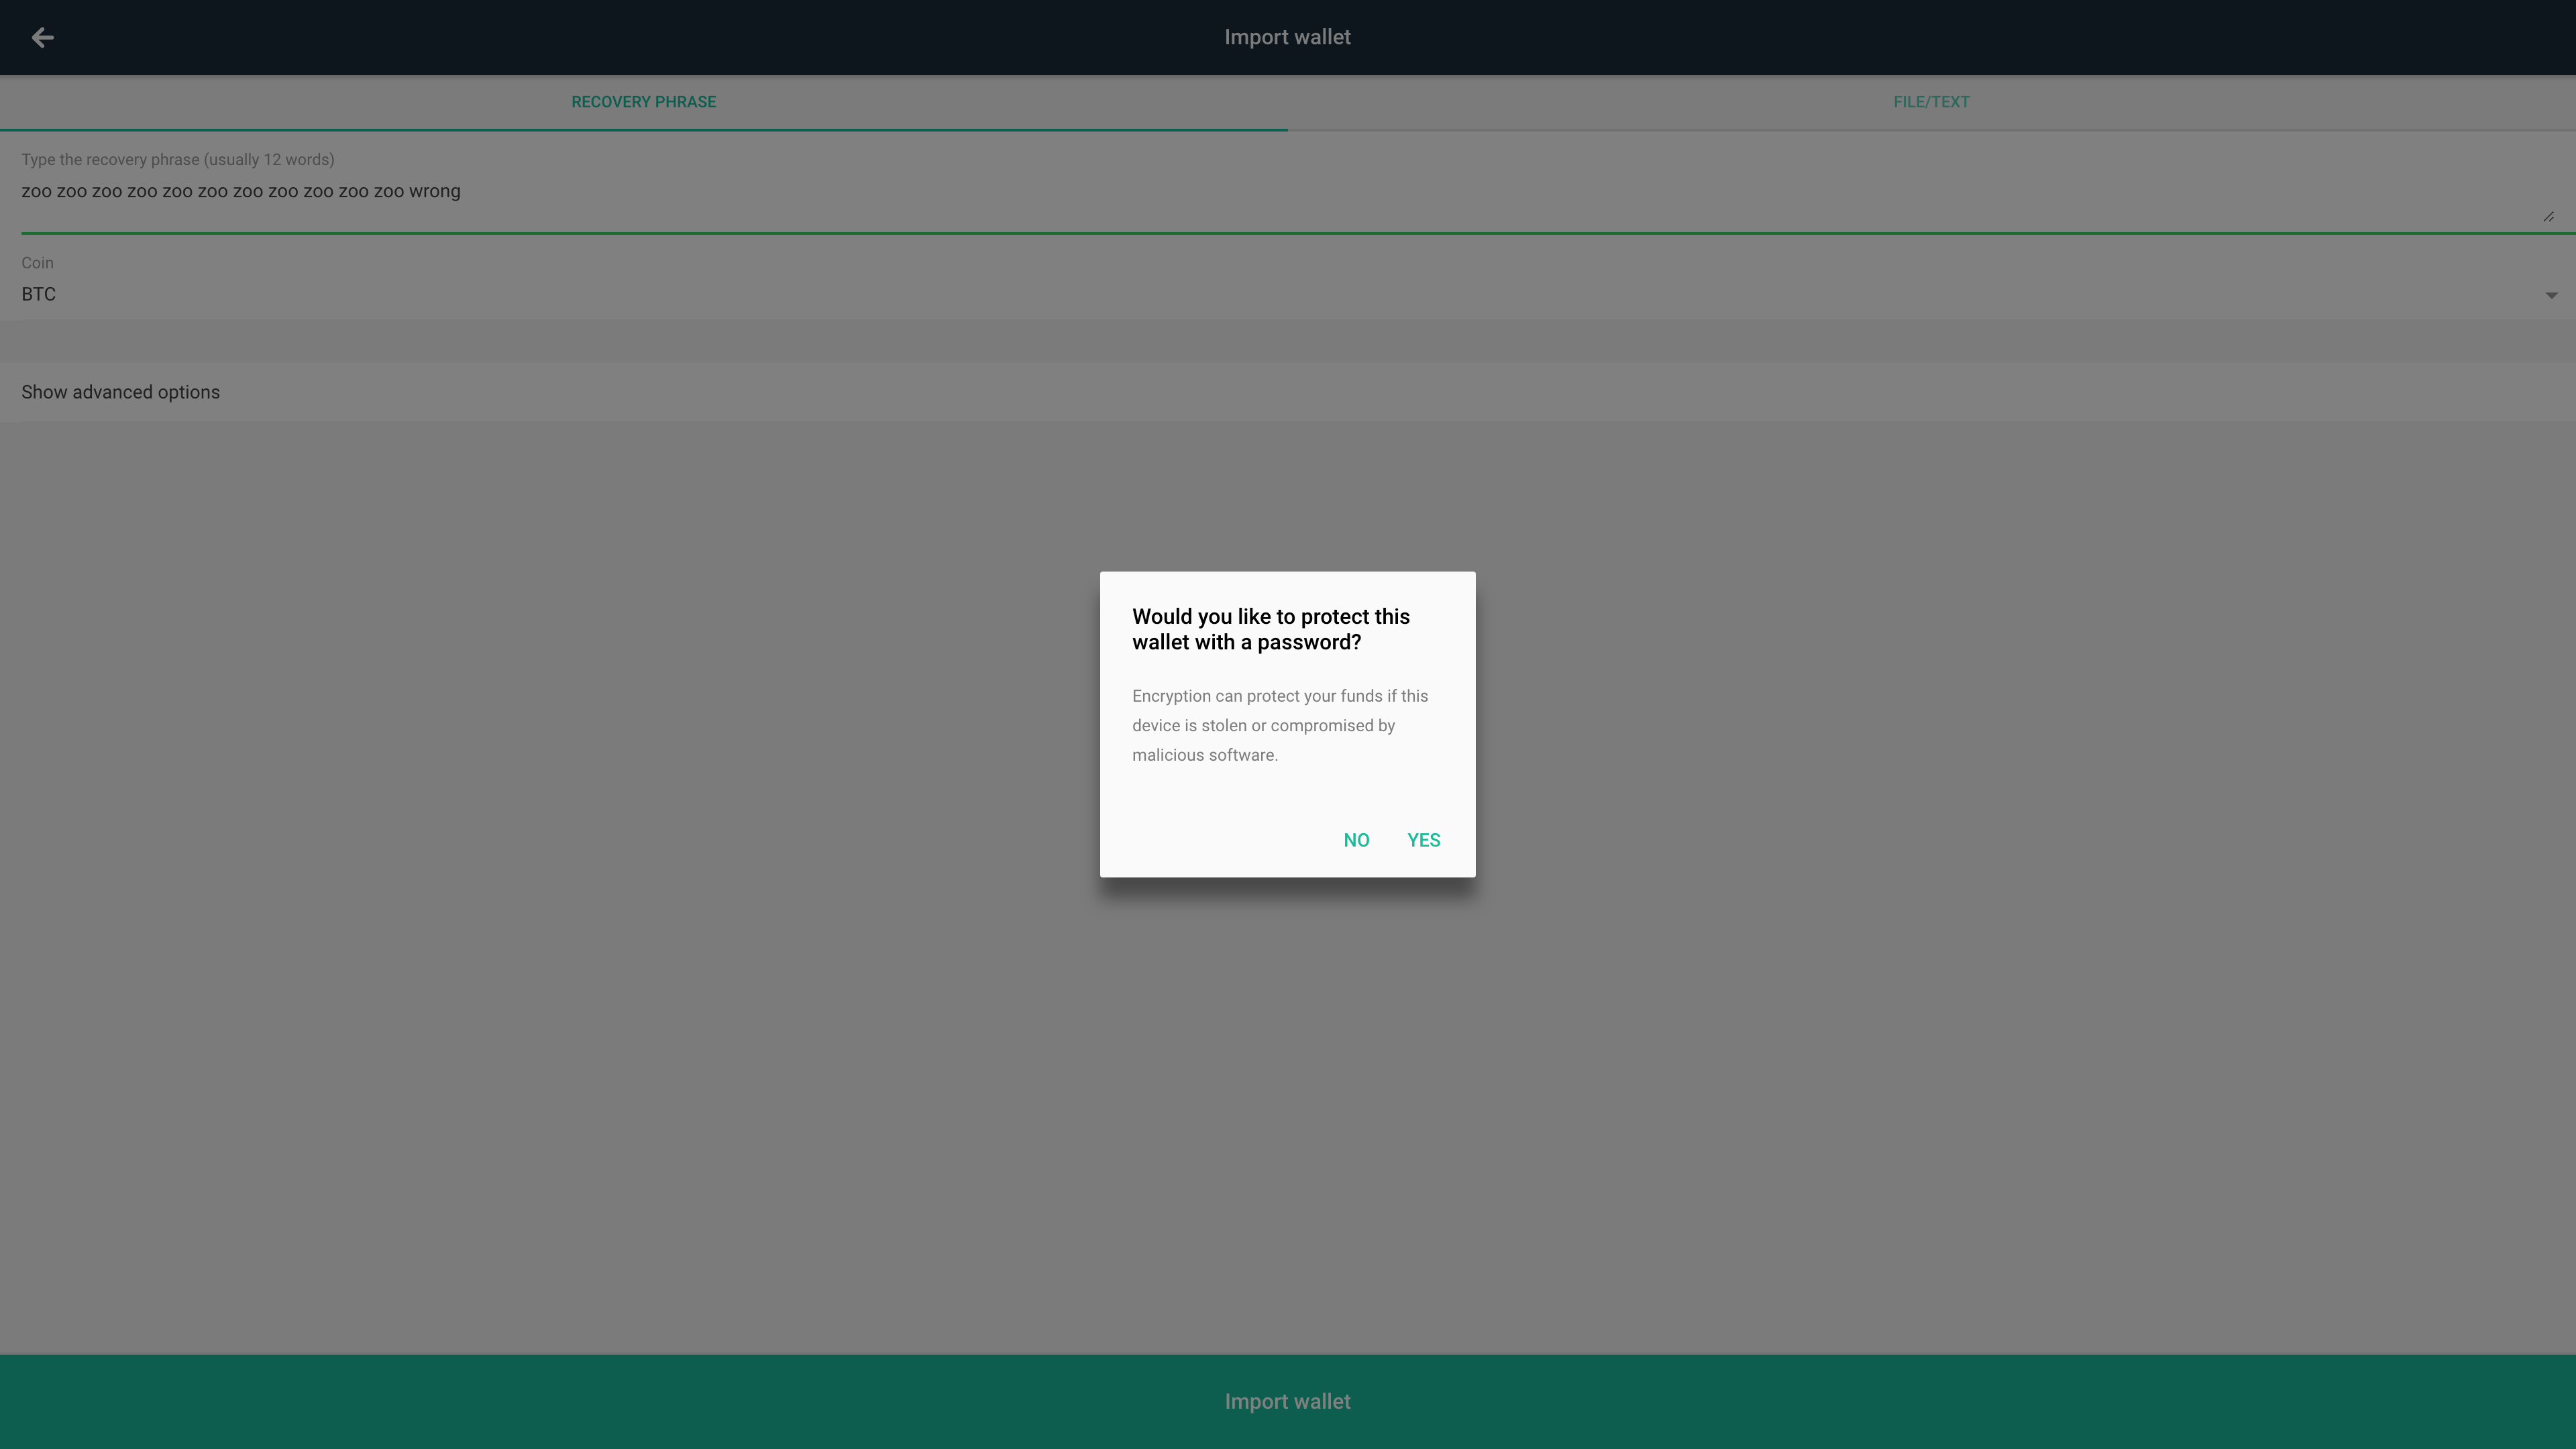 Import wallet
RECOVERY PHRASE
FILE/TEXT
Type the recovery phrase (usually 12 words)
zoo zoo zoo zoo zoo zoo zoo zoo zoo zoo zoo wrong
Coin
BTC
Show advanced options
Would you like to protect this
wallet with a password?
Encryption can protect your funds if this
device is stolen or compromised by
malicious software.
NO
YES
Import wallet